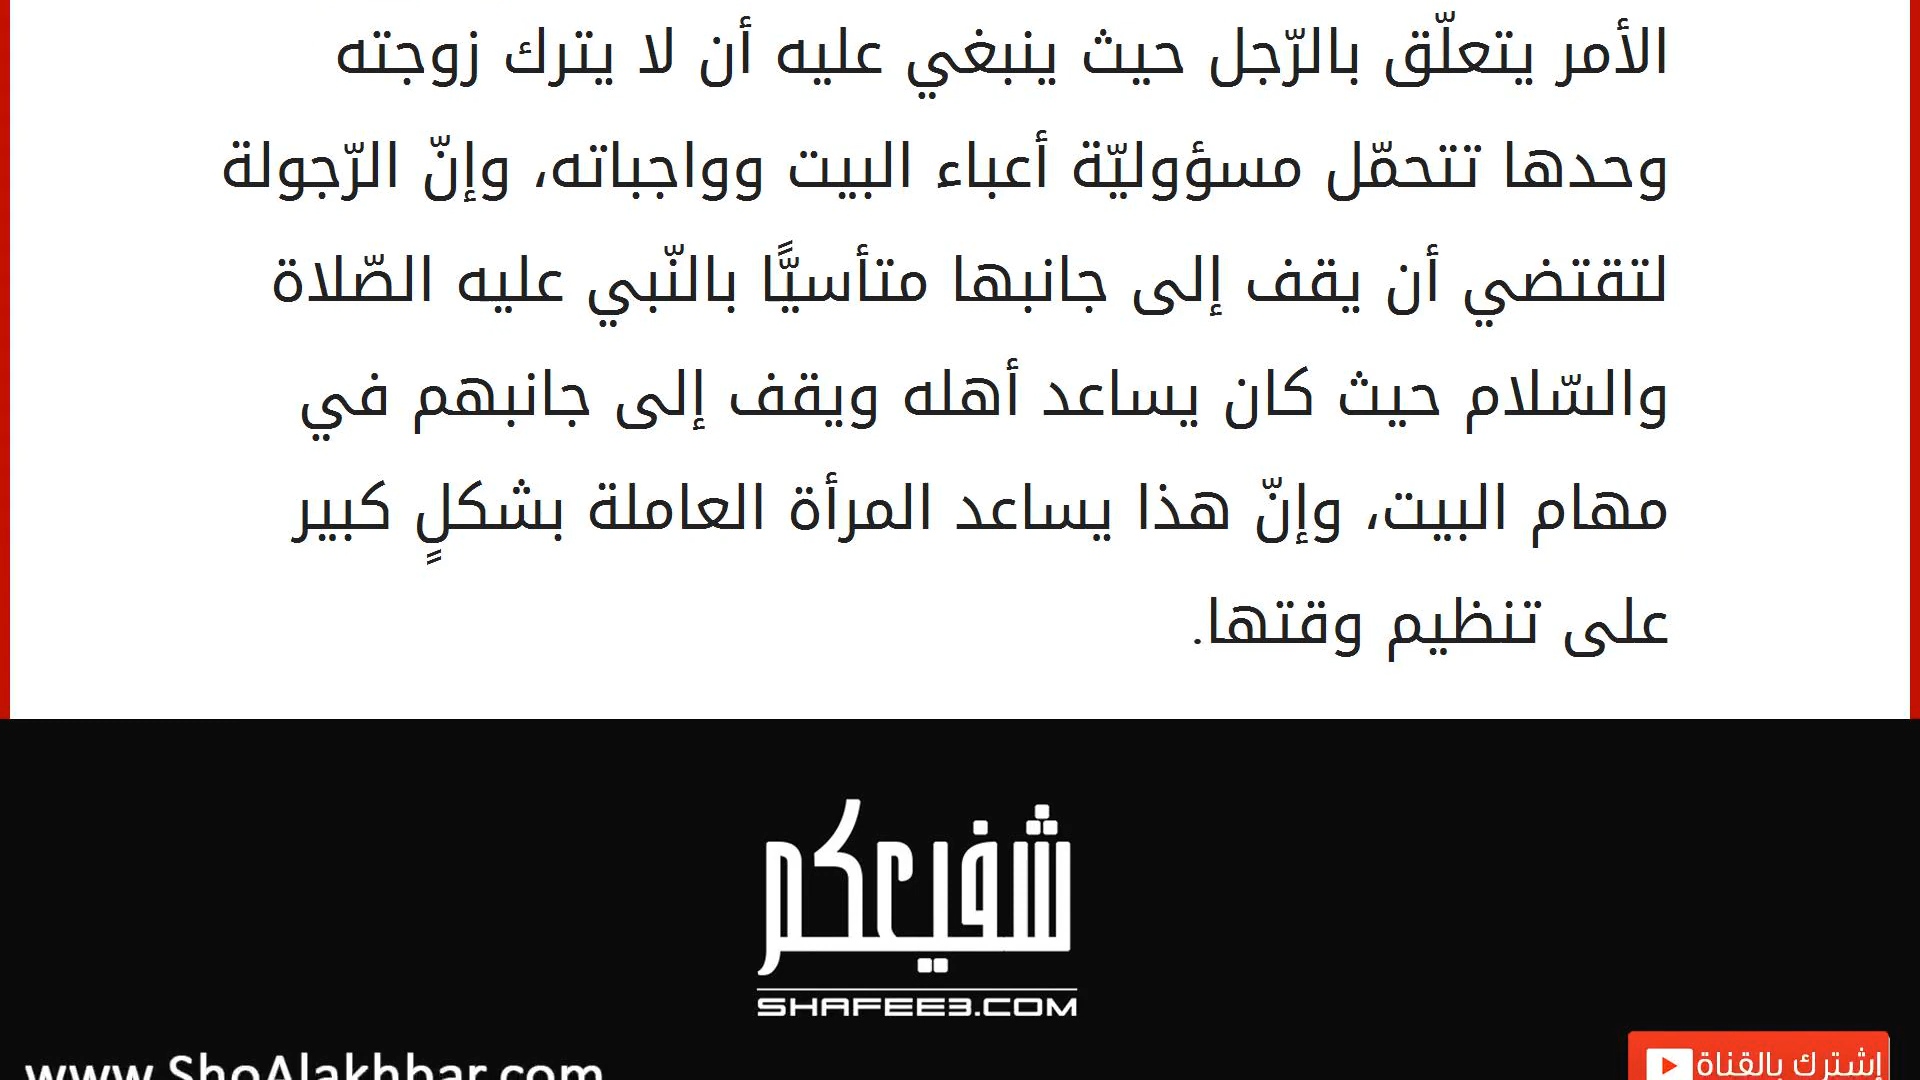 الأمر يتعلّق بالرّجل حيث ينبغي عليه أن لا يترك زوجته
وحدها تتحمّل مسؤوليّة أعباء البيت وواجباته، وإنّ الرّجولة
لتقتضي أن يقف إلى جانبها متأسيًّا بالنّبي عليه الصّلاة
والسّلام حيث كان يساعد أهله ويقف إلى جانبهم في
مهام البيت، وإنّ هذا يساعد المرأة العاملة بشكلٍ كبير
على تنظيم وقتها.
شفيعكم
SHAFEE3.COM
www.ShoAlakhbar.com
إشترك بالقناة